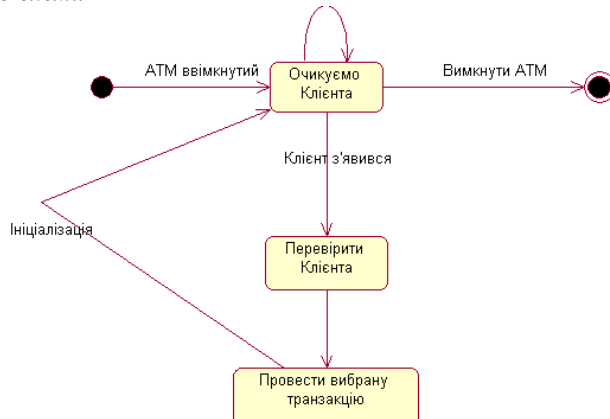 АТМ ввімкнутий
Очикуємо
Клієнта
Вимкнути АТМ
Клієнт з'явився
Ініціалізація
Перевірити
Клієнта
Провести вибрану
транзакцію